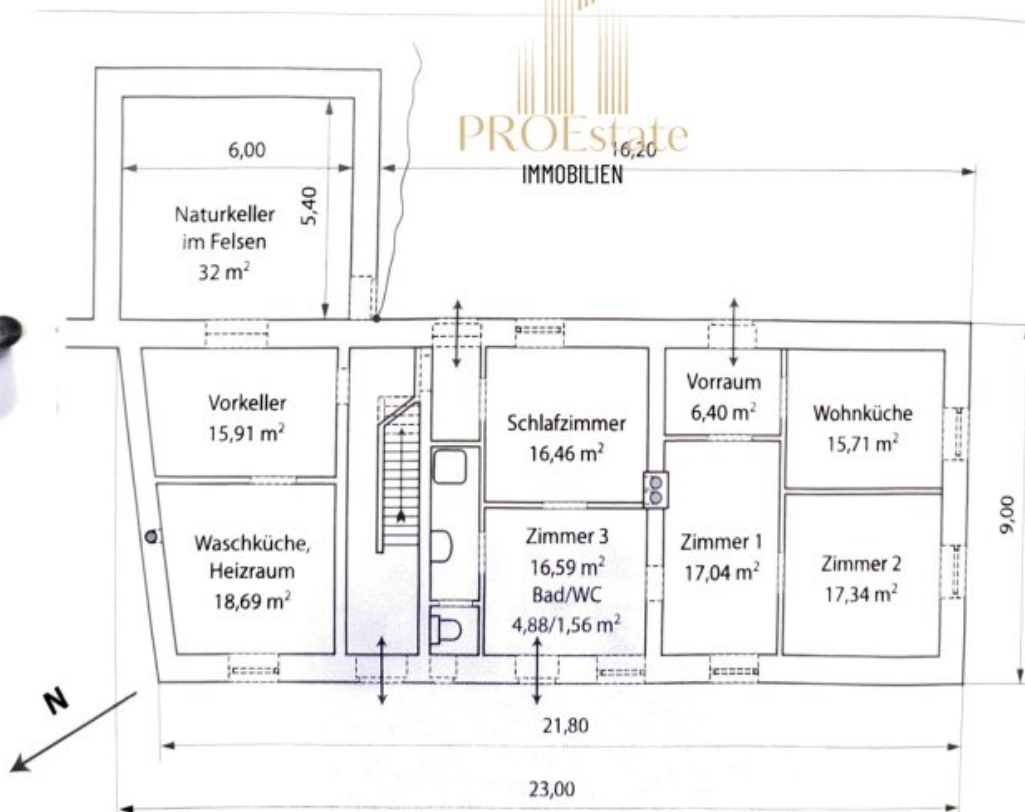 PROEstate
IMMOBILIEN
16,20
6,00
5,40
Naturkeller
im Felsen
32 m²
Vorkeller
15,91 m²
Schlafzimmer
16,46 m²
Vorraum
6,40 m²
Wohnküche
15,71 m²
Waschküche,
Heizraum
18,69 m²
Zimmer 3
16,59 m²
Bad/WC
4,88/1,56 m²
Zimmer 1
17,04 m²
Zimmer 2
17,34 m²
9,00
N
21,80
23,00